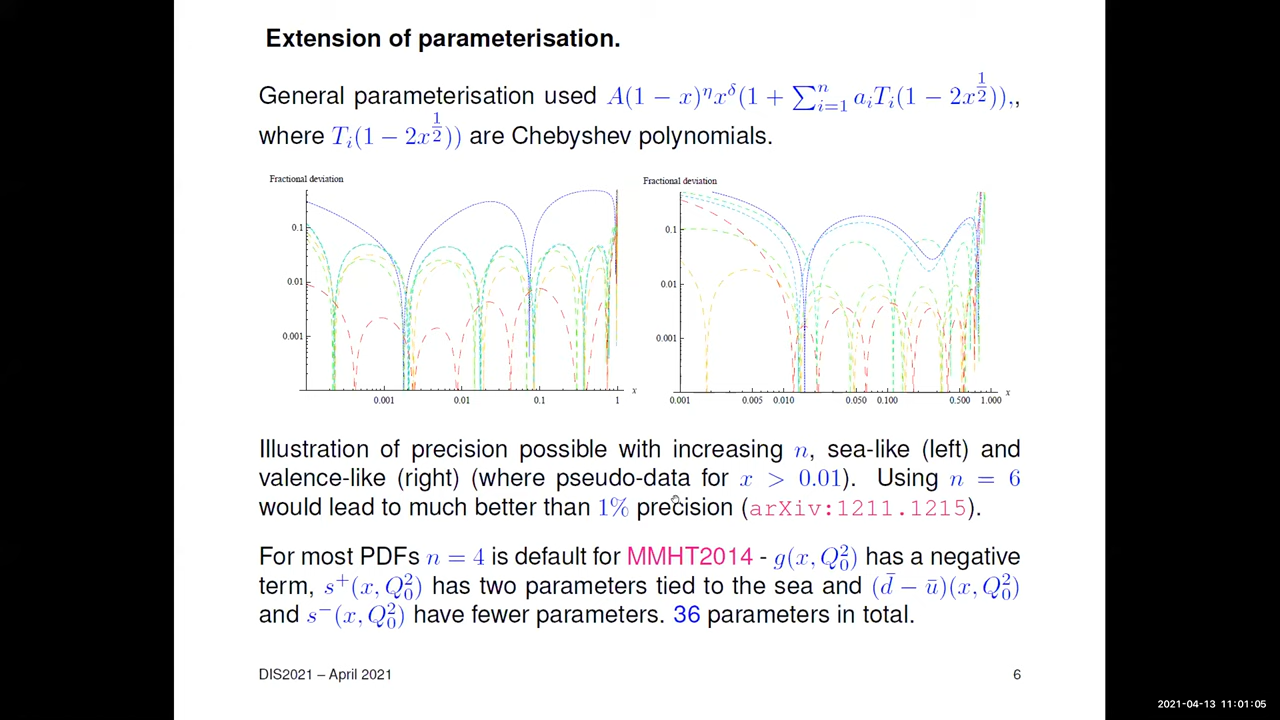 Extension of parameterisation.
General parameterisation used A(1 − x)^η x^δ(1 + ∑_{i=1}^{n} a_i T_i(1 − 2x^{1/2})),,
where T_i(1 − 2x^{1/2})) are Chebyshev polynomials.
Fractional deviation
0.1
0.01
0.001
0.001 0.01 0.1 1 x
Fractional deviation
0.1
0.01
0.001
0.001 0.005 0.010 0.050 0.100 0.500 1.000 x
Illustration of precision possible with increasing n, sea-like (left) and
valence-like (right) (where pseudo-data for x > 0.01). Using n = 6
would lead to much better than 1% precision (arXiv:1211.1215).
For most PDFs n = 4 is default for MMHT2014 - g(x, Q_0^2) has a negative
term, s^+(x, Q_0^2) has two parameters tied to the sea and (d̄ − ū)(x, Q_0^2)
and s^−(x, Q_0^2) have fewer parameters. 36 parameters in total.
DIS2021 – April 2021 6
2021-04-13 11:01:05